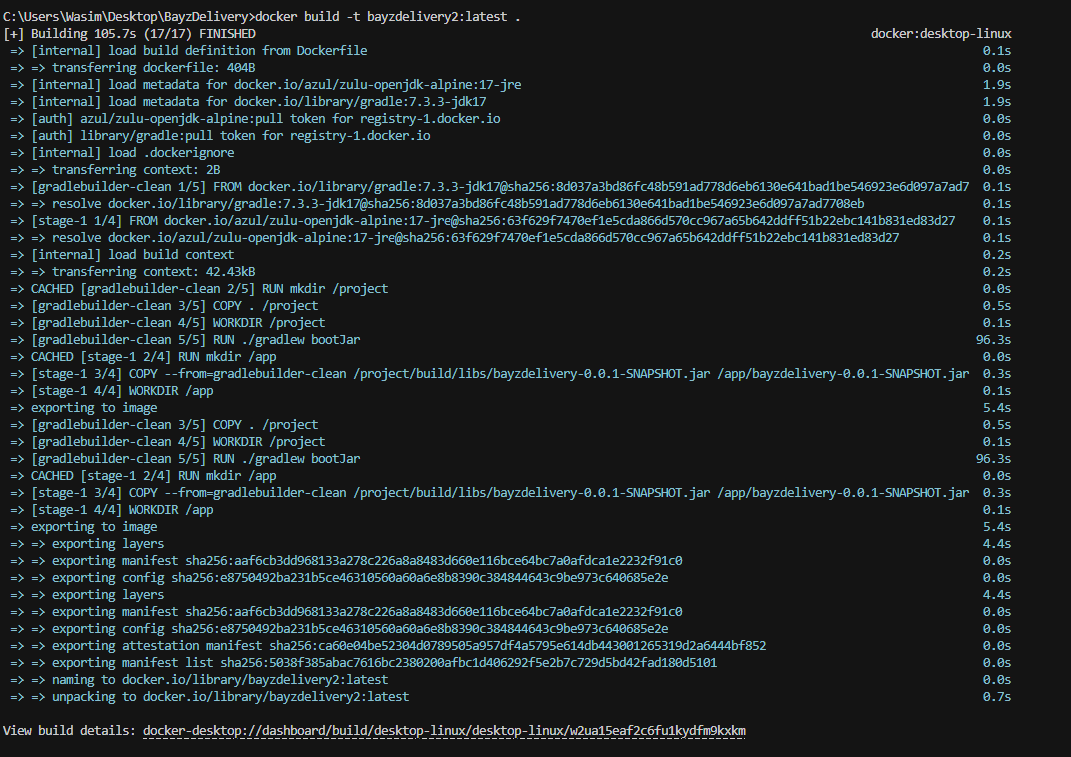 C:\Users\Wasim\Desktop\BayzDelivery>docker build -t bayzdelivery2:latest .
[+] Building 105.7s (17/17) FINISHED docker:desktop-linux
=> [internal] load build definition from Dockerfile 0.1s
=> => transferring dockerfile: 404B 0.0s
=> [internal] load metadata for docker.io/azul/zulu-openjdk-alpine:17-jre 1.9s
=> [internal] load metadata for docker.io/library/gradle:7.3.3-jdk17 1.9s
=> [auth] azul/zulu-openjdk-alpine:pull token for registry-1.docker.io 0.0s
=> [auth] library/gradle:pull token for registry-1.docker.io 0.0s
=> [internal] load .dockerignore 0.0s
=> => transferring context: 2B 0.0s
=> [gradlebuilder-clean 1/5] FROM docker.io/library/gradle:7.3.3-jdk17@sha256:8d037a3bd86fc48b591ad778d6eb6130e641bad1be546923e6d097a7ad7 0.1s
=> => resolve docker.io/library/gradle:7.3.3-jdk17@sha256:8d037a3bd86fc48b591ad778d6eb6130e641bad1be546923e6d097a7ad7708eb 0.1s
=> [stage-1 1/4] FROM docker.io/azul/zulu-openjdk-alpine:17-jre@sha256:63f629f7470ef1e5cda866d570cc967a65b642ddff51b22ebc141b831ed83d27 0.1s
=> => resolve docker.io/azul/zulu-openjdk-alpine:17-jre@sha256:63f629f7470ef1e5cda866d570cc967a65b642ddff51b22ebc141b831ed83d27 0.1s
=> [internal] load build context 0.2s
=> => transferring context: 42.43kB 0.2s
=> CACHED [gradlebuilder-clean 2/5] RUN mkdir /project 0.0s
=> [gradlebuilder-clean 3/5] COPY . /project 0.5s
=> [gradlebuilder-clean 4/5] WORKDIR /project 0.1s
=> [gradlebuilder-clean 5/5] RUN ./gradlew bootJar 96.3s
=> CACHED [stage-1 2/4] RUN mkdir /app 0.0s
=> [stage-1 3/4] COPY --from=gradlebuilder-clean /project/build/libs/bayzdelivery-0.0.1-SNAPSHOT.jar /app/bayzdelivery-0.0.1-SNAPSHOT.jar 0.3s
=> [stage-1 4/4] WORKDIR /app 0.1s
=> exporting to image 5.4s
=> [gradlebuilder-clean 3/5] COPY . /project 0.5s
=> [gradlebuilder-clean 4/5] WORKDIR /project 0.1s
=> [gradlebuilder-clean 5/5] RUN ./gradlew bootJar 96.3s
=> CACHED [stage-1 2/4] RUN mkdir /app 0.0s
=> [stage-1 3/4] COPY --from=gradlebuilder-clean /project/build/libs/bayzdelivery-0.0.1-SNAPSHOT.jar /app/bayzdelivery-0.0.1-SNAPSHOT.jar 0.3s
=> [stage-1 4/4] WORKDIR /app 0.1s
=> exporting to image 5.4s
=> => exporting layers 4.4s
=> => exporting manifest sha256:aaf6cb3dd968133a278c226a8a8483d660e116bce64bc7a0afdca1e2232f91c0 0.0s
=> => exporting config sha256:e8750492ba231b5ce46310560a60a6e8b8390c384844643c9be973c640685e2e 0.0s
=> => exporting layers 4.4s
=> => exporting manifest sha256:aaf6cb3dd968133a278c226a8a8483d660e116bce64bc7a0afdca1e2232f91c0 0.0s
=> => exporting config sha256:e8750492ba231b5ce46310560a60a6e8b8390c384844643c9be973c640685e2e 0.0s
=> => exporting attestation manifest sha256:ca60e04be52304d0789505a957df4a5795e614db443001265319d2a6444bf852 0.0s
=> => exporting manifest list sha256:5038f385abac7616bc2380200afbc1d406292f5e2b7c729d5bd42fad180d5101 0.0s
=> => naming to docker.io/library/bayzdelivery2:latest 0.0s
=> => unpacking to docker.io/library/bayzdelivery2:latest 0.7s
View build details: docker-desktop://dashboard/build/desktop-linux/desktop-linux/w2ua15eaf2c6fu1kydfm9kxkm